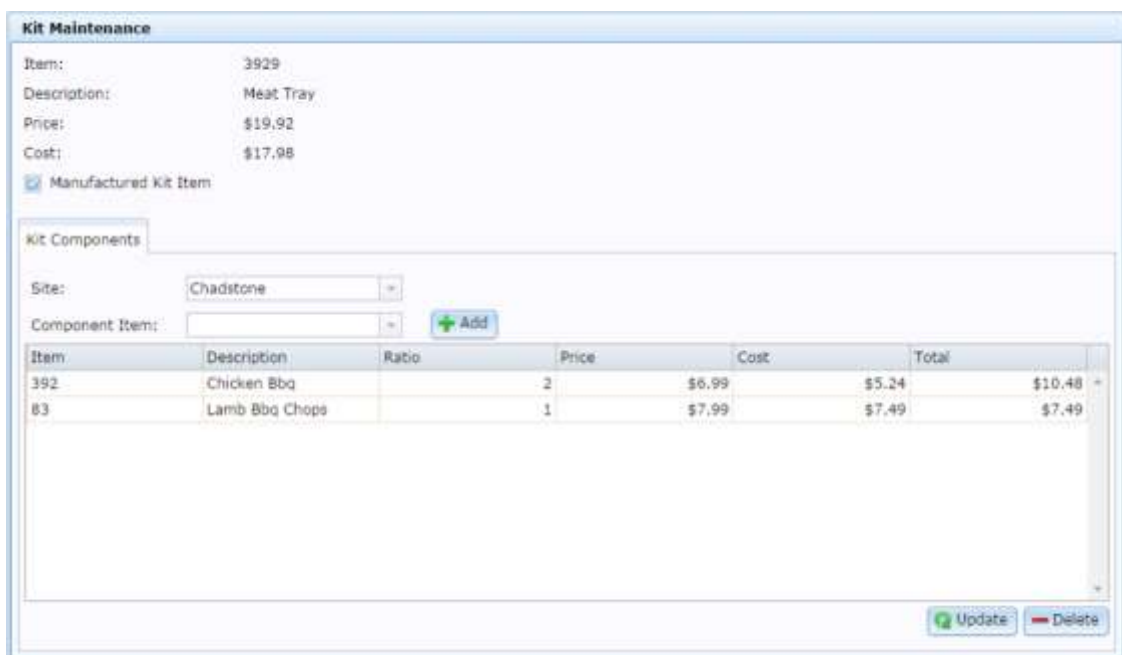 Kit Maintenance
Item: 3929
Description: Meat Tray
Price: $19.92
Cost: $17.98
Manufactured Kit Item
Kit Components
Site: Chadstone
Component Item: Add
Item Description Ratio Price Cost Total
392 Chicken Bbq 2 $6.99 $5.24 $10.48
83 Lamb Bbq Chops 1 $7.99 $7.49 $7.49
Update Delete